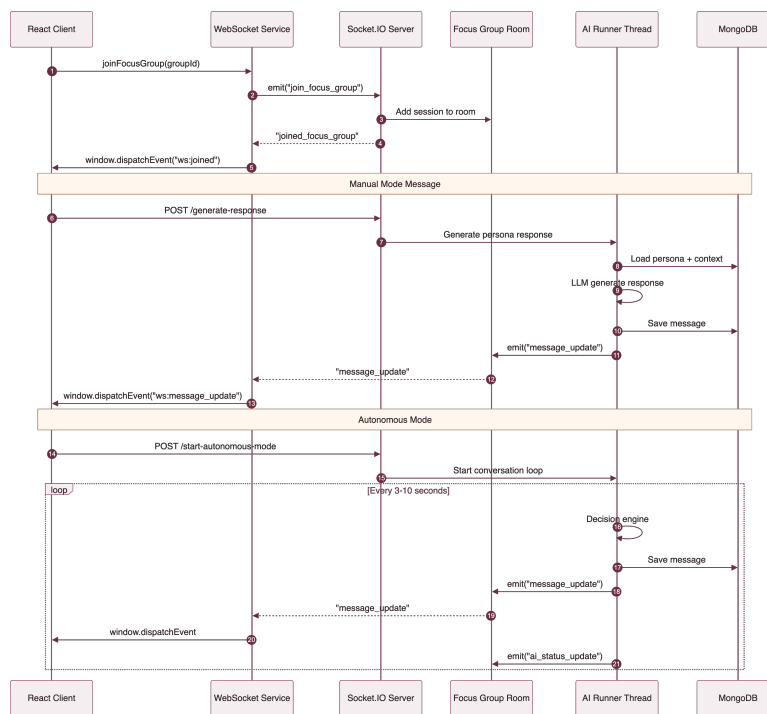 React Client
WebSocket Service
Socket.IO Server
Focus Group Room
AI Runner Thread
MongoDB
joinFocusGroup(groupId)
1
emit("join_focus_group")
2
Add session to room
3
"joined_focus_group"
4
window.dispatchEvent("ws:joined")
5
Manual Mode Message
POST /generate-response
6
Generate persona response
7
Load persona + context
8
LLM generate response
9
Save message
10
emit("message_update")
11
"message_update"
12
window.dispatchEvent("ws:message_update")
13
Autonomous Mode
POST /start-autonomous-mode
14
Start conversation loop
15
loop
[Every 3-10 seconds]
Decision engine
16
Save message
17
emit("message_update")
18
"message_update"
19
window.dispatchEvent
20
emit("ai_status_update")
21
React Client
WebSocket Service
Socket.IO Server
Focus Group Room
AI Runner Thread
MongoDB